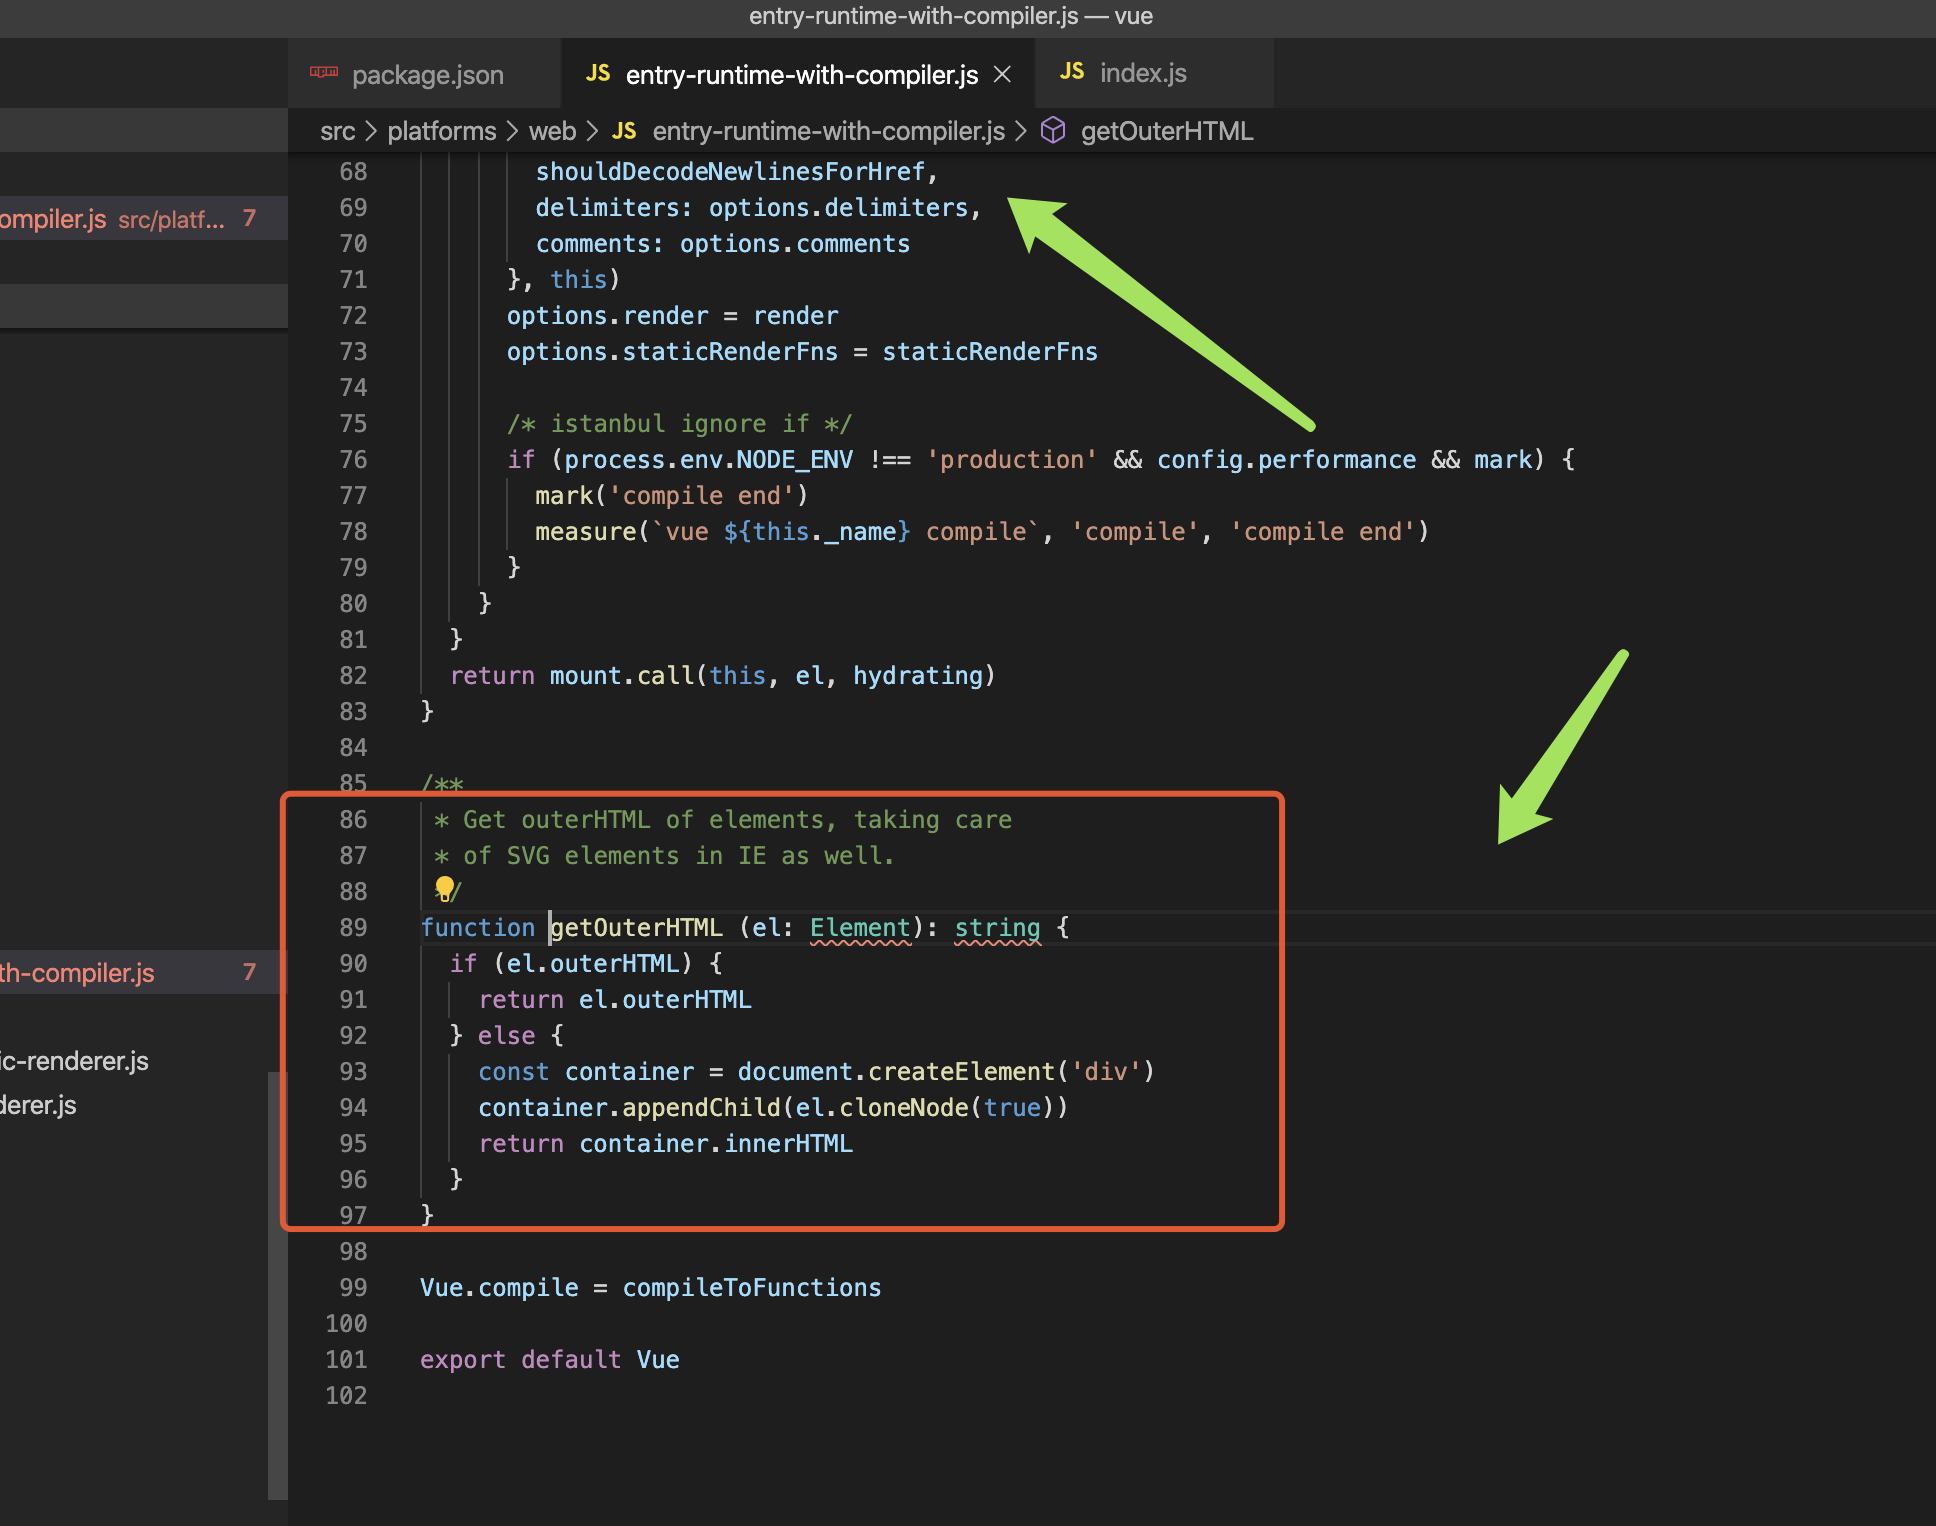 entry-runtime-with-compiler.js — vue
package.json
JS entry-runtime-with-compiler.js
JS index.js
src > platforms > web > JS entry-runtime-with-compiler.js > getOuterHTML
ompiler.js src/platf... 7
th-compiler.js 7
ic-renderer.js
derer.js
68 shouldDecodeNewlinesForHref,
69 delimiters: options.delimiters,
70 comments: options.comments
71 }, this)
72 options.render = render
73 options.staticRenderFns = staticRenderFns
74
75 /* istanbul ignore if */
76 if (process.env.NODE_ENV !== 'production' && config.performance && mark) {
77 mark('compile end')
78 measure(`vue ${this._name} compile`, 'compile', 'compile end')
79 }
80 }
81 }
82 return mount.call(this, el, hydrating)
83 }
84
85 /**
86 * Get outerHTML of elements, taking care
87 * of SVG elements in IE as well.
88 */
89 function getOuterHTML (el: Element): string {
90 if (el.outerHTML) {
91 return el.outerHTML
92 } else {
93 const container = document.createElement('div')
94 container.appendChild(el.cloneNode(true))
95 return container.innerHTML
96 }
97 }
98
99 Vue.compile = compileToFunctions
100
101 export default Vue
102